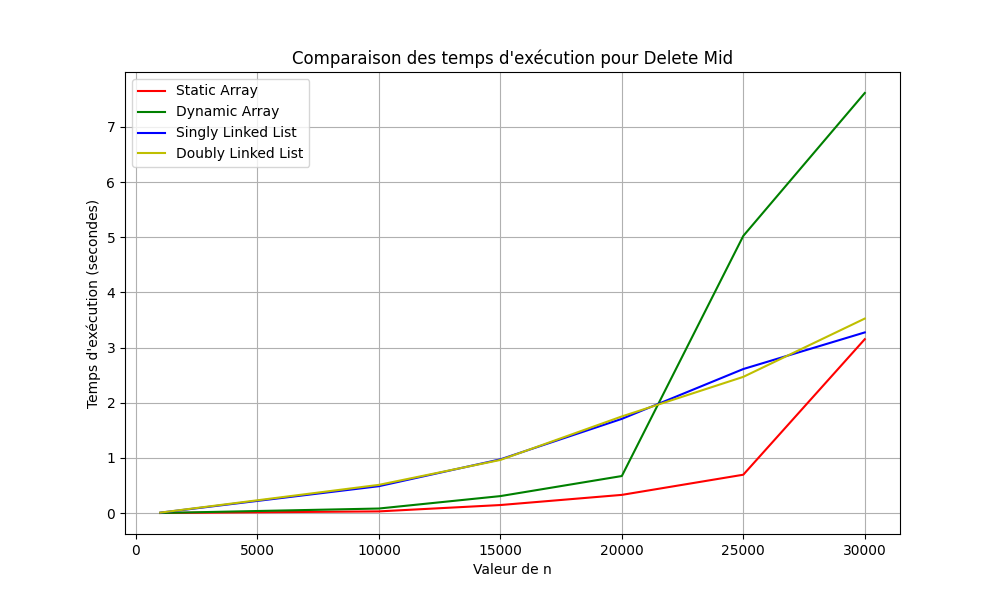 Comparaison des temps d'exécution pour Delete Mid
Static Array
Dynamic Array
Singly Linked List
Doubly Linked List
Temps d'exécution (secondes)
7
6
5
4
3
2
1
0
0 5000 10000 15000 20000 25000 30000
Valeur de n